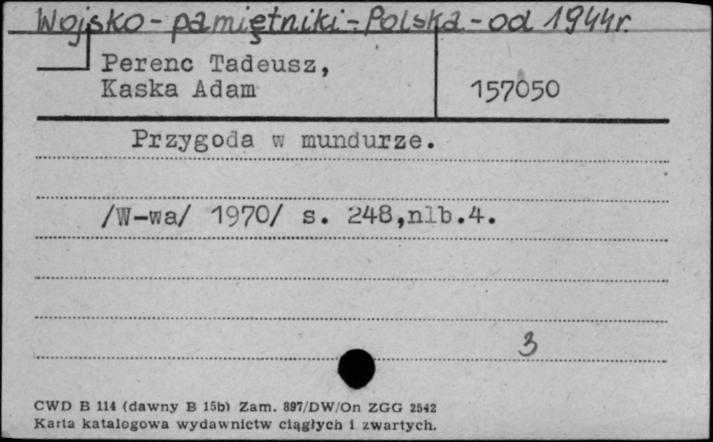 Wojsko - pamiętniki - Polska - od 1944r.
Perenc Tadeusz,
Kaska Adam
157050
Przygoda w mundurze.
/W-wa/ 1970/ s. 248,nlb.4.
3
CWD B 114 (dawny B 15b) Zam. 897/DW/On ZGG 2542
Karta katalogowa wydawnictw ciągłych i zwartych.